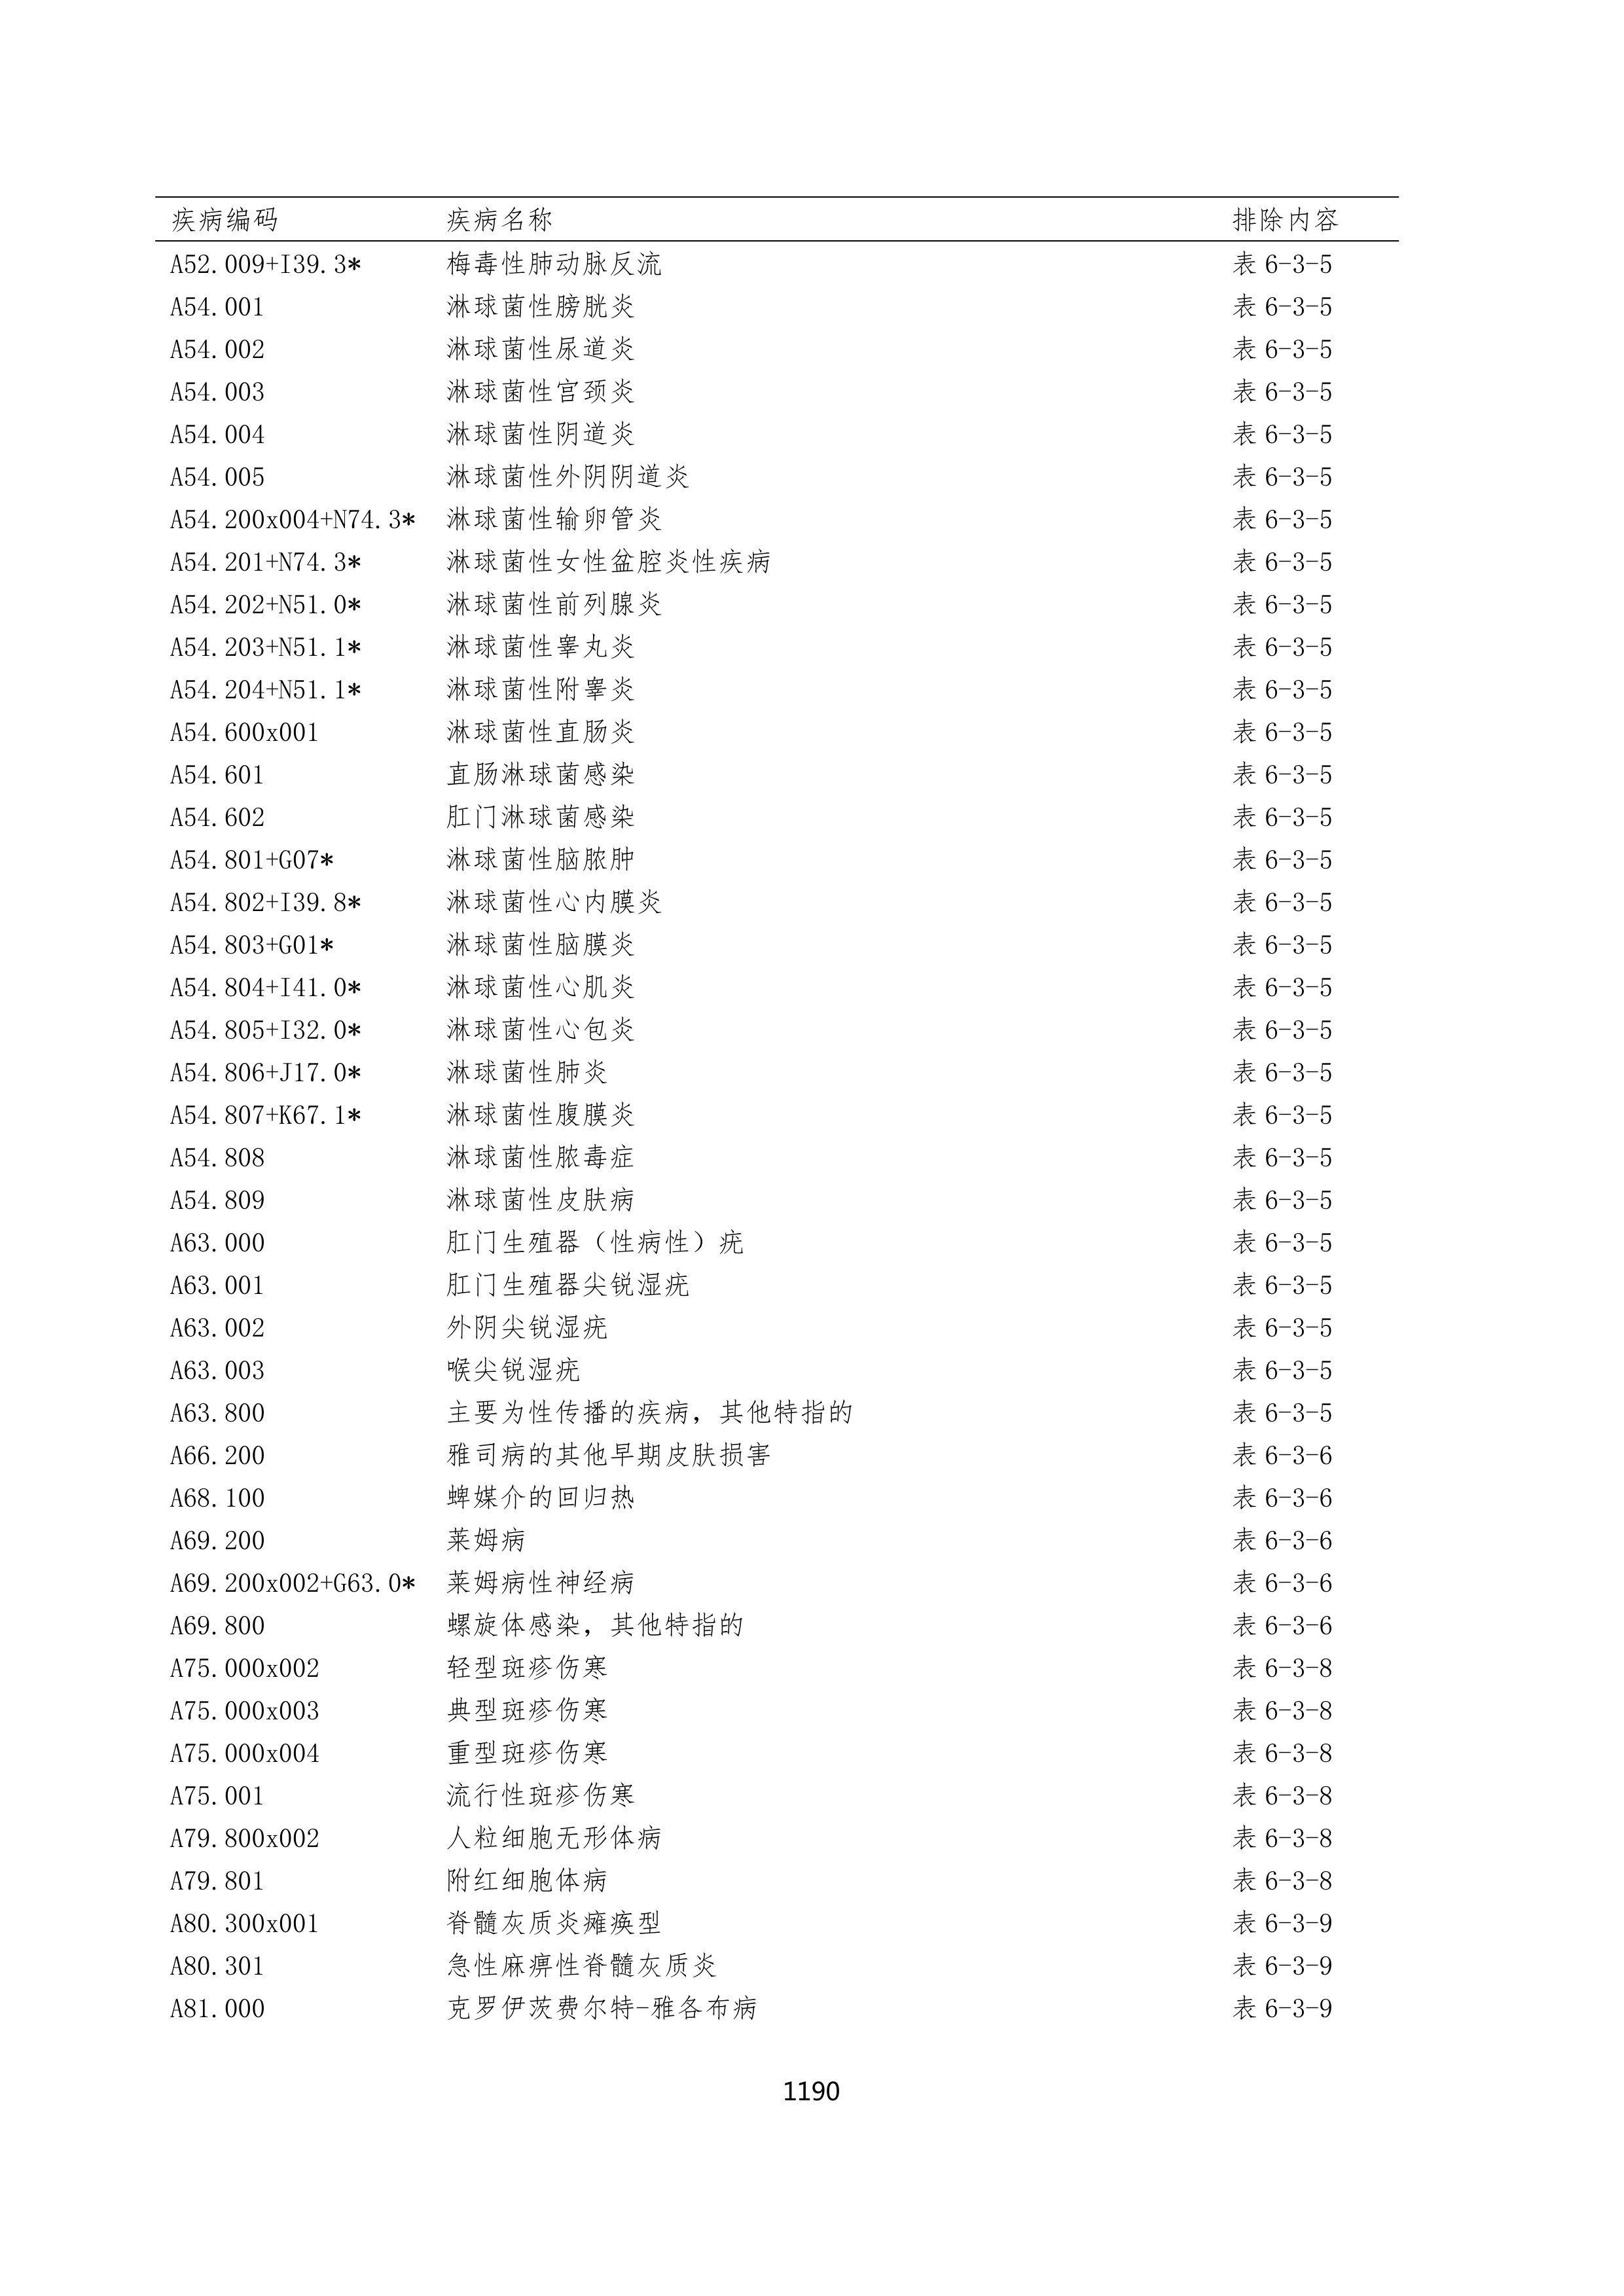 疾病编码 疾病名称 排除内容
A52.009+I39.3* 梅毒性肺动脉反流 表 6-3-5
A54.001 淋球菌性膀胱炎 表 6-3-5
A54.002 淋球菌性尿道炎 表 6-3-5
A54.003 淋球菌性宫颈炎 表 6-3-5
A54.004 淋球菌性阴道炎 表 6-3-5
A54.005 淋球菌性外阴阴道炎 表 6-3-5
A54.200x004+N74.3* 淋球菌性输卵管炎 表 6-3-5
A54.201+N74.3* 淋球菌性女性盆腔炎性疾病 表 6-3-5
A54.202+N51.0* 淋球菌性前列腺炎 表 6-3-5
A54.203+N51.1* 淋球菌性睾丸炎 表 6-3-5
A54.204+N51.1* 淋球菌性附睾炎 表 6-3-5
A54.600x001 淋球菌性直肠炎 表 6-3-5
A54.601 直肠淋球菌感染 表 6-3-5
A54.602 肛门淋球菌感染 表 6-3-5
A54.801+G07* 淋球菌性脑脓肿 表 6-3-5
A54.802+I39.8* 淋球菌性心内膜炎 表 6-3-5
A54.803+G01* 淋球菌性脑膜炎 表 6-3-5
A54.804+I41.0* 淋球菌性心肌炎 表 6-3-5
A54.805+I32.0* 淋球菌性心包炎 表 6-3-5
A54.806+J17.0* 淋球菌性肺炎 表 6-3-5
A54.807+K67.1* 淋球菌性腹膜炎 表 6-3-5
A54.808 淋球菌性脓毒症 表 6-3-5
A54.809 淋球菌性皮肤病 表 6-3-5
A63.000 肛门生殖器（性病性）疣 表 6-3-5
A63.001 肛门生殖器尖锐湿疣 表 6-3-5
A63.002 外阴尖锐湿疣 表 6-3-5
A63.003 喉尖锐湿疣 表 6-3-5
A63.800 主要为性传播的疾病，其他特指的 表 6-3-5
A66.200 雅司病的其他早期皮肤损害 表 6-3-6
A68.100 蜱媒介的回归热 表 6-3-6
A69.200 莱姆病 表 6-3-6
A69.200x002+G63.0* 莱姆病性神经病 表 6-3-6
A69.800 螺旋体感染，其他特指的 表 6-3-6
A75.000x002 轻型斑疹伤寒 表 6-3-8
A75.000x003 典型斑疹伤寒 表 6-3-8
A75.000x004 重型斑疹伤寒 表 6-3-8
A75.001 流行性斑疹伤寒 表 6-3-8
A79.800x002 人粒细胞无形体病 表 6-3-8
A79.801 附红细胞体病 表 6-3-8
A80.300x001 脊髓灰质炎瘫痪型 表 6-3-9
A80.301 急性麻痹性脊髓灰质炎 表 6-3-9
A81.000 克罗伊茨费尔特-雅各布病 表 6-3-9
1190